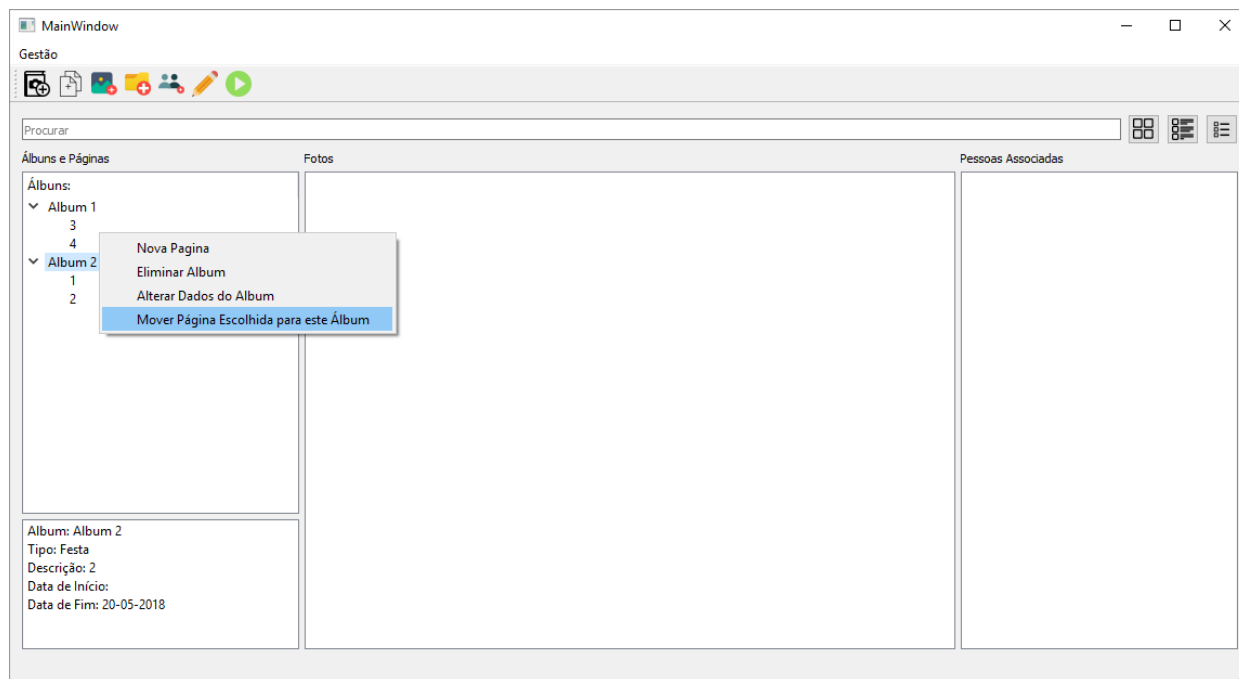 MainWindow
Gestão
Procurar
Álbuns e Páginas
Fotos
Pessoas Associadas
Álbuns:
Album 1
3
4
Album 2
1
2
Nova Pagina
Eliminar Album
Alterar Dados do Album
Mover Página Escolhida para este Álbum
Album: Album 2
Tipo: Festa
Descrição: 2
Data de Início:
Data de Fim: 20-05-2018